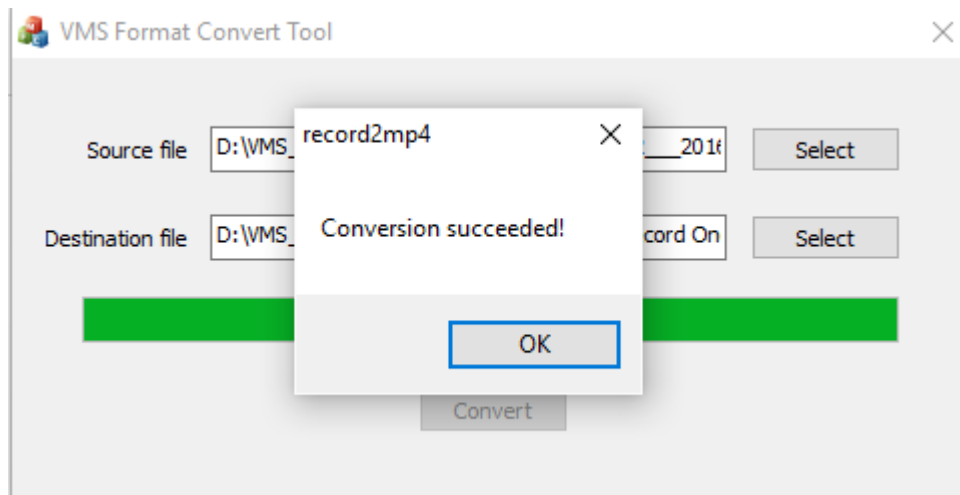 VMS Format Convert Tool
record2mp4
Source file
D:\VMS_
___2016
Select
Conversion succeeded!
Destination file
D:\VMS_
cord On
Select
OK
Convert